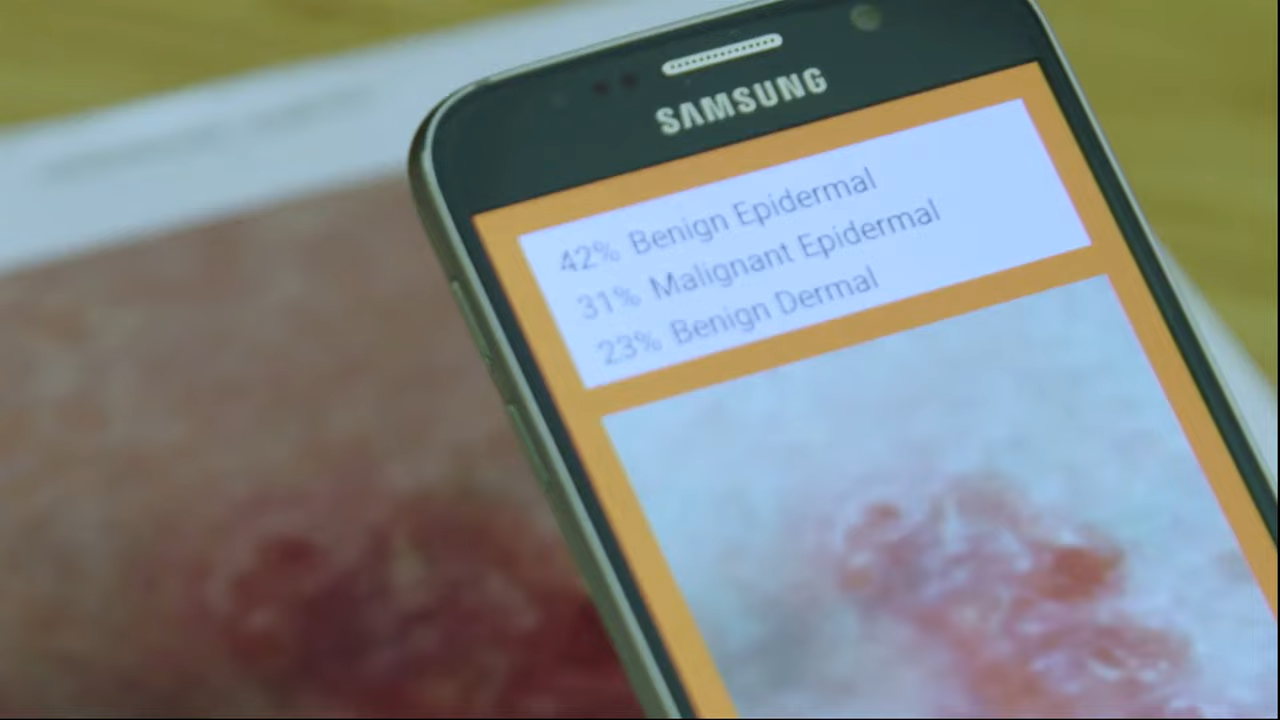 SAMSUNG
42% Benign Epidermal
31% Malignant Epidermal
23% Benign Dermal